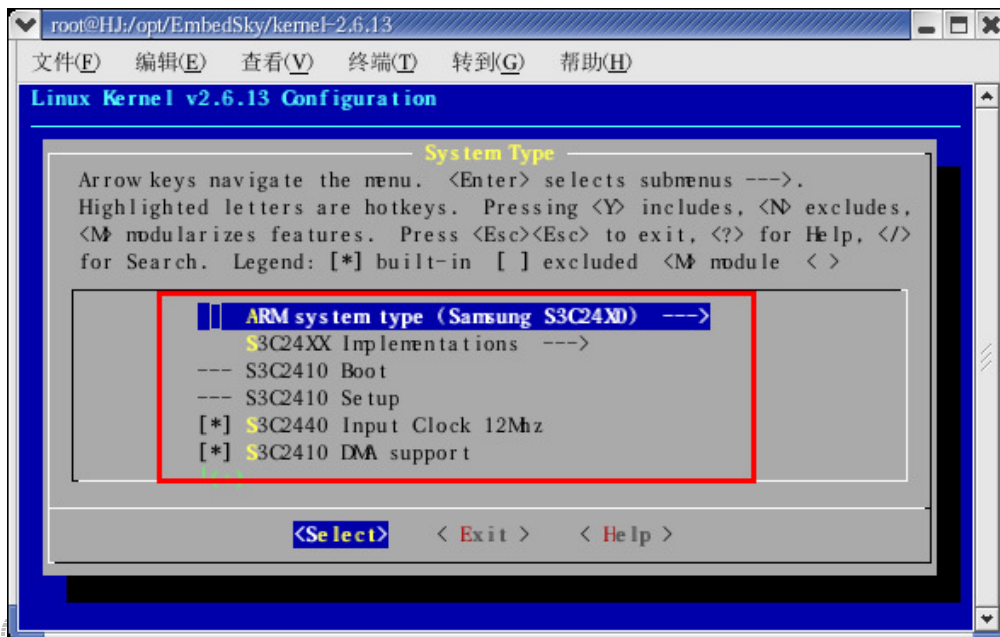 root@HJ:/opt/EmbedSky/kernel-2.6.13
文件(F) 编辑(E) 查看(V) 终端(T) 转到(G) 帮助(H)
Linux Kernel v2.6.13 Configuration
System Type
Arrow keys navigate the menu. <Enter> selects submenus --->.
Highlighted letters are hotkeys. Pressing <Y> includes, <N> excludes,
<M> modularizes features. Press <Esc><Esc> to exit, <?> for Help, </>
for Search. Legend: [*] built-in [ ] excluded <M> module < >
ARM system type (Samsung S3C24X0) --->
S3C24XX Implementations --->
--- S3C2410 Boot
--- S3C2410 Setup
[*] S3C2440 Input Clock 12Mhz
[*] S3C2410 DMA support
<Select> < Exit > < Help >